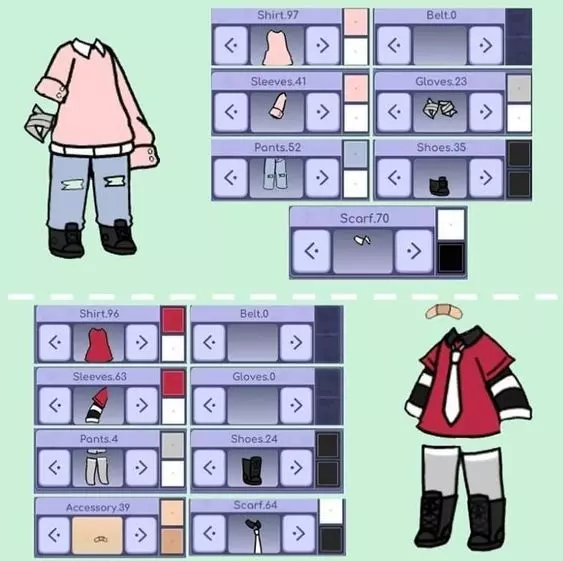 Shirt.97
Belt.0
Sleeves.41
Gloves.23
Pants.52
Shoes.35
Scarf.70
Shirt.96
Belt.0
Sleeves.63
Gloves.0
Pants.4
Shoes.24
Accessory.39
Scarf.64